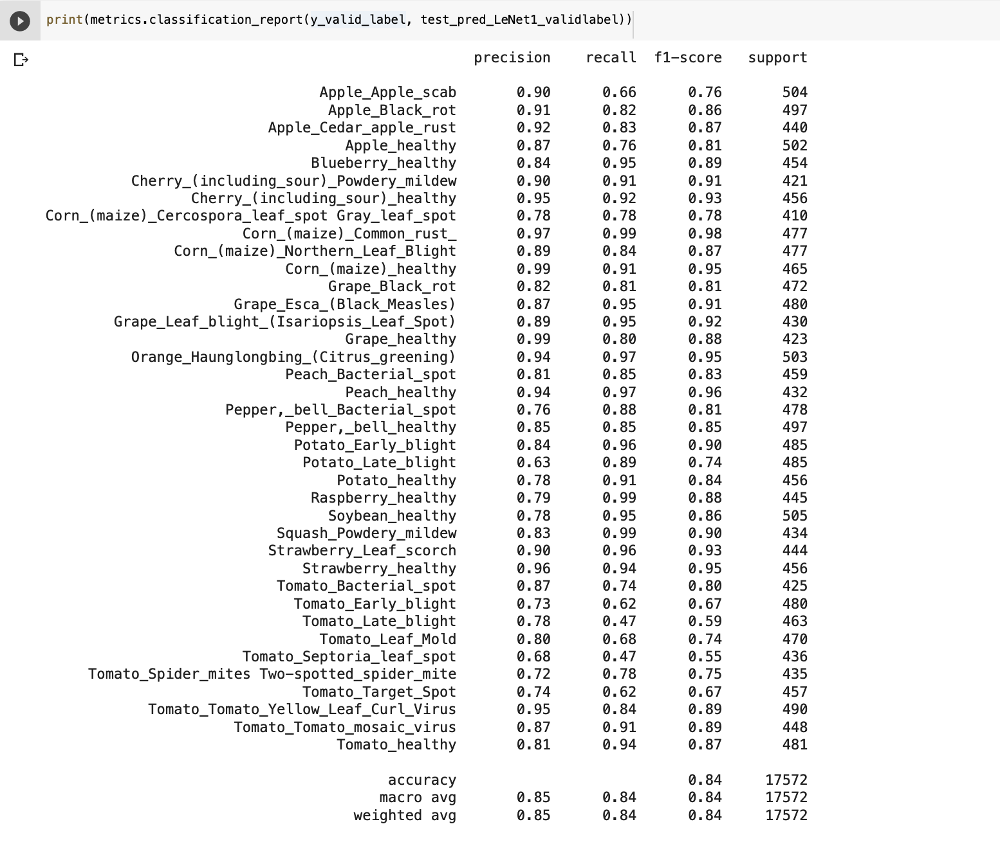 print(metrics.classification_report(y_valid_label, test_pred_LeNet1_validlabel))
precision recall f1-score support
Apple_Apple_scab 0.90 0.66 0.76 504
Apple_Black_rot 0.91 0.82 0.86 497
Apple_Cedar_apple_rust 0.92 0.83 0.87 440
Apple_healthy 0.87 0.76 0.81 502
Blueberry_healthy 0.84 0.95 0.89 454
Cherry_(including_sour)_Powdery_mildew 0.90 0.91 0.91 421
Cherry_(including_sour)_healthy 0.95 0.92 0.93 456
Corn_(maize)_Cercospora_leaf_spot Gray_leaf_spot 0.78 0.78 0.78 410
Corn_(maize)_Common_rust_ 0.97 0.99 0.98 477
Corn_(maize)_Northern_Leaf_Blight 0.89 0.84 0.87 477
Corn_(maize)_healthy 0.99 0.91 0.95 465
Grape_Black_rot 0.82 0.81 0.81 472
Grape_Esca_(Black_Measles) 0.87 0.95 0.91 480
Grape_Leaf_blight_(Isariopsis_Leaf_Spot) 0.89 0.95 0.92 430
Grape_healthy 0.99 0.80 0.88 423
Orange_Haunglongbing_(Citrus_greening) 0.94 0.97 0.95 503
Peach_Bacterial_spot 0.81 0.85 0.83 459
Peach_healthy 0.94 0.97 0.96 432
Pepper,_bell_Bacterial_spot 0.76 0.88 0.81 478
Pepper,_bell_healthy 0.85 0.85 0.85 497
Potato_Early_blight 0.84 0.96 0.90 485
Potato_Late_blight 0.63 0.89 0.74 485
Potato_healthy 0.78 0.91 0.84 456
Raspberry_healthy 0.79 0.99 0.88 445
Soybean_healthy 0.78 0.95 0.86 505
Squash_Powdery_mildew 0.83 0.99 0.90 434
Strawberry_Leaf_scorch 0.90 0.96 0.93 444
Strawberry_healthy 0.96 0.94 0.95 456
Tomato_Bacterial_spot 0.87 0.74 0.80 425
Tomato_Early_blight 0.73 0.62 0.67 480
Tomato_Late_blight 0.78 0.47 0.59 463
Tomato_Leaf_Mold 0.80 0.68 0.74 470
Tomato_Septoria_leaf_spot 0.68 0.47 0.55 436
Tomato_Spider_mites Two-spotted_spider_mite 0.72 0.78 0.75 435
Tomato_Target_Spot 0.74 0.62 0.67 457
Tomato_Tomato_Yellow_Leaf_Curl_Virus 0.95 0.84 0.89 490
Tomato_Tomato_mosaic_virus 0.87 0.91 0.89 448
Tomato_healthy 0.81 0.94 0.87 481
accuracy 0.84 17572
macro avg 0.85 0.84 0.84 17572
weighted avg 0.85 0.84 0.84 17572